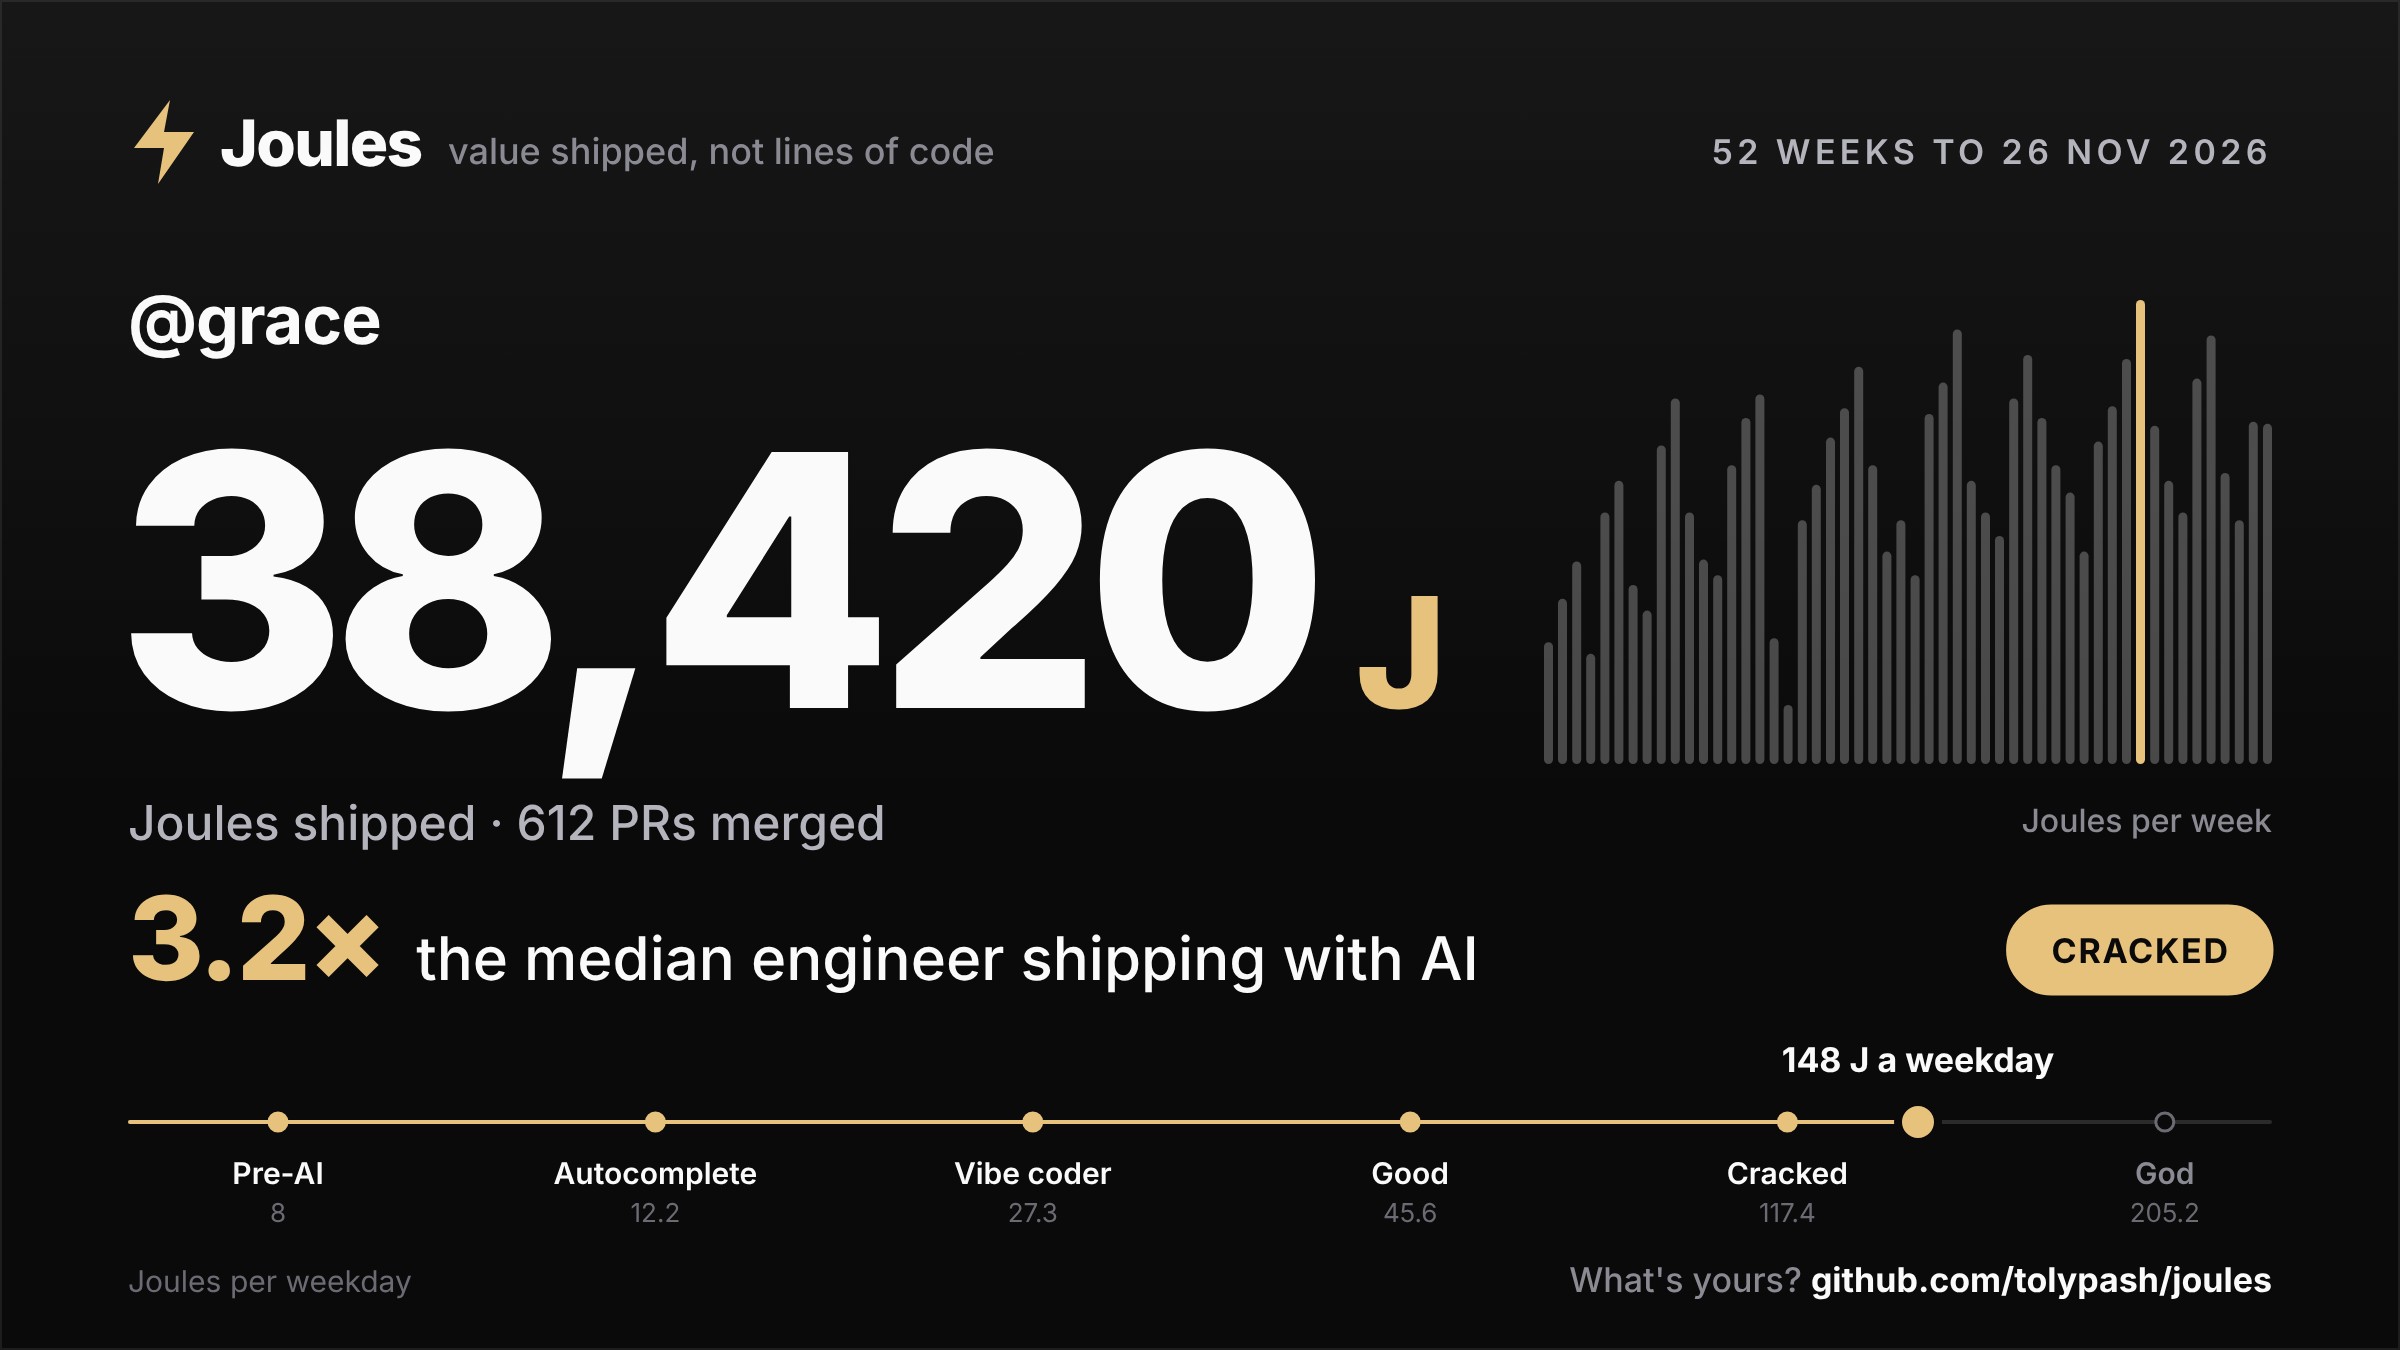 Joules value shipped, not lines of code
52 WEEKS TO 26 NOV 2026
@grace
38,420 J
Joules shipped · 612 PRs merged
Joules per week
3.2× the median engineer shipping with AI
CRACKED
148 J a weekday
Pre-AI Autocomplete Vibe coder Good Cracked God
8 12.2 27.3 45.6 117.4 205.2
Joules per weekday
What's yours? github.com/tolypash/joules